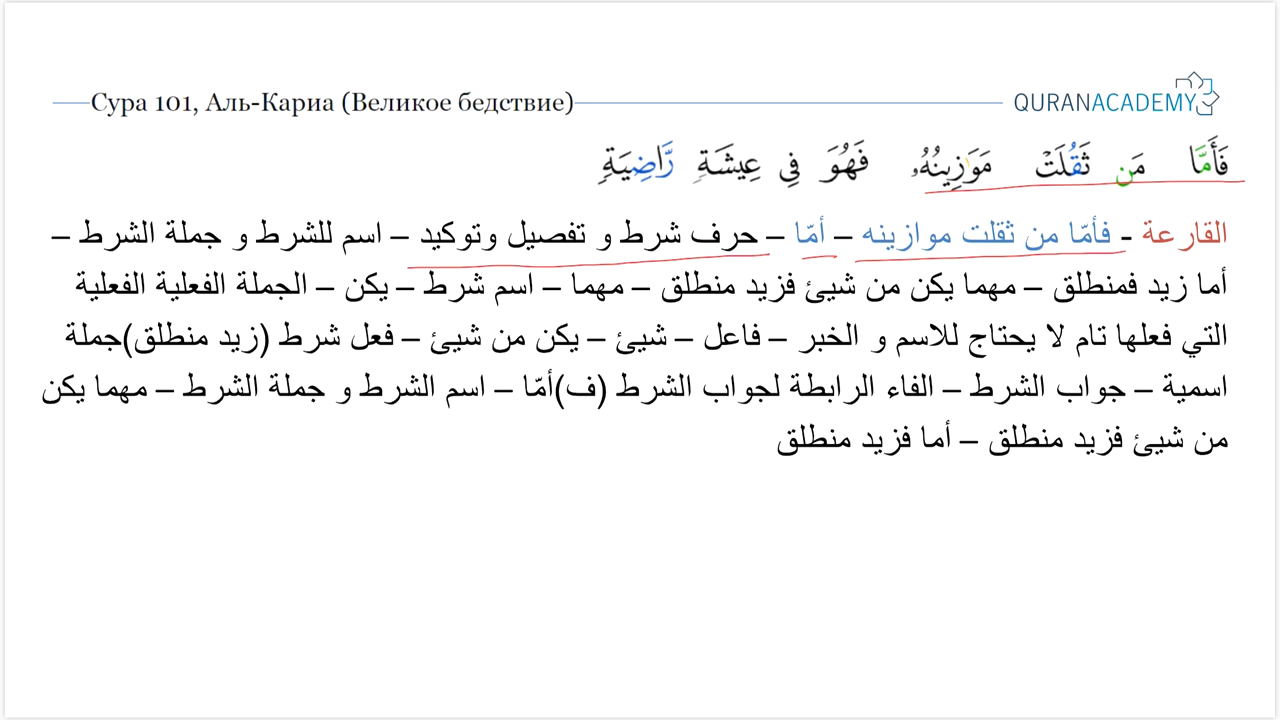 Сура 101, Аль-Кариа (Великое бедствие)
QURANACADEMY
فَأَمَّا مَن ثَقُلَتْ مَوَٰزِينُهُۥ فَهُوَ فِي عِيشَةٍ رَّاضِيَةٍ
القارعة - فأمّا من ثقلت موازينه – أمّا – حرف شرط و تفصيل وتوكيد – اسم للشرط و جملة الشرط –
أما زيد فمنطلق – مهما يكن من شيئ فزيد منطلق – مهما – اسم شرط – يكن – الجملة الفعلية الفعلية
التي فعلها تام لا يحتاج للاسم و الخبر – فاعل – شيئ – يكن من شيئ – فعل شرط (زيد منطلق)جملة
اسمية – جواب الشرط – الفاء الرابطة لجواب الشرط (ف)أمّا – اسم الشرط و جملة الشرط – مهما يكن
من شيئ فزيد منطلق – أما فزيد منطلق